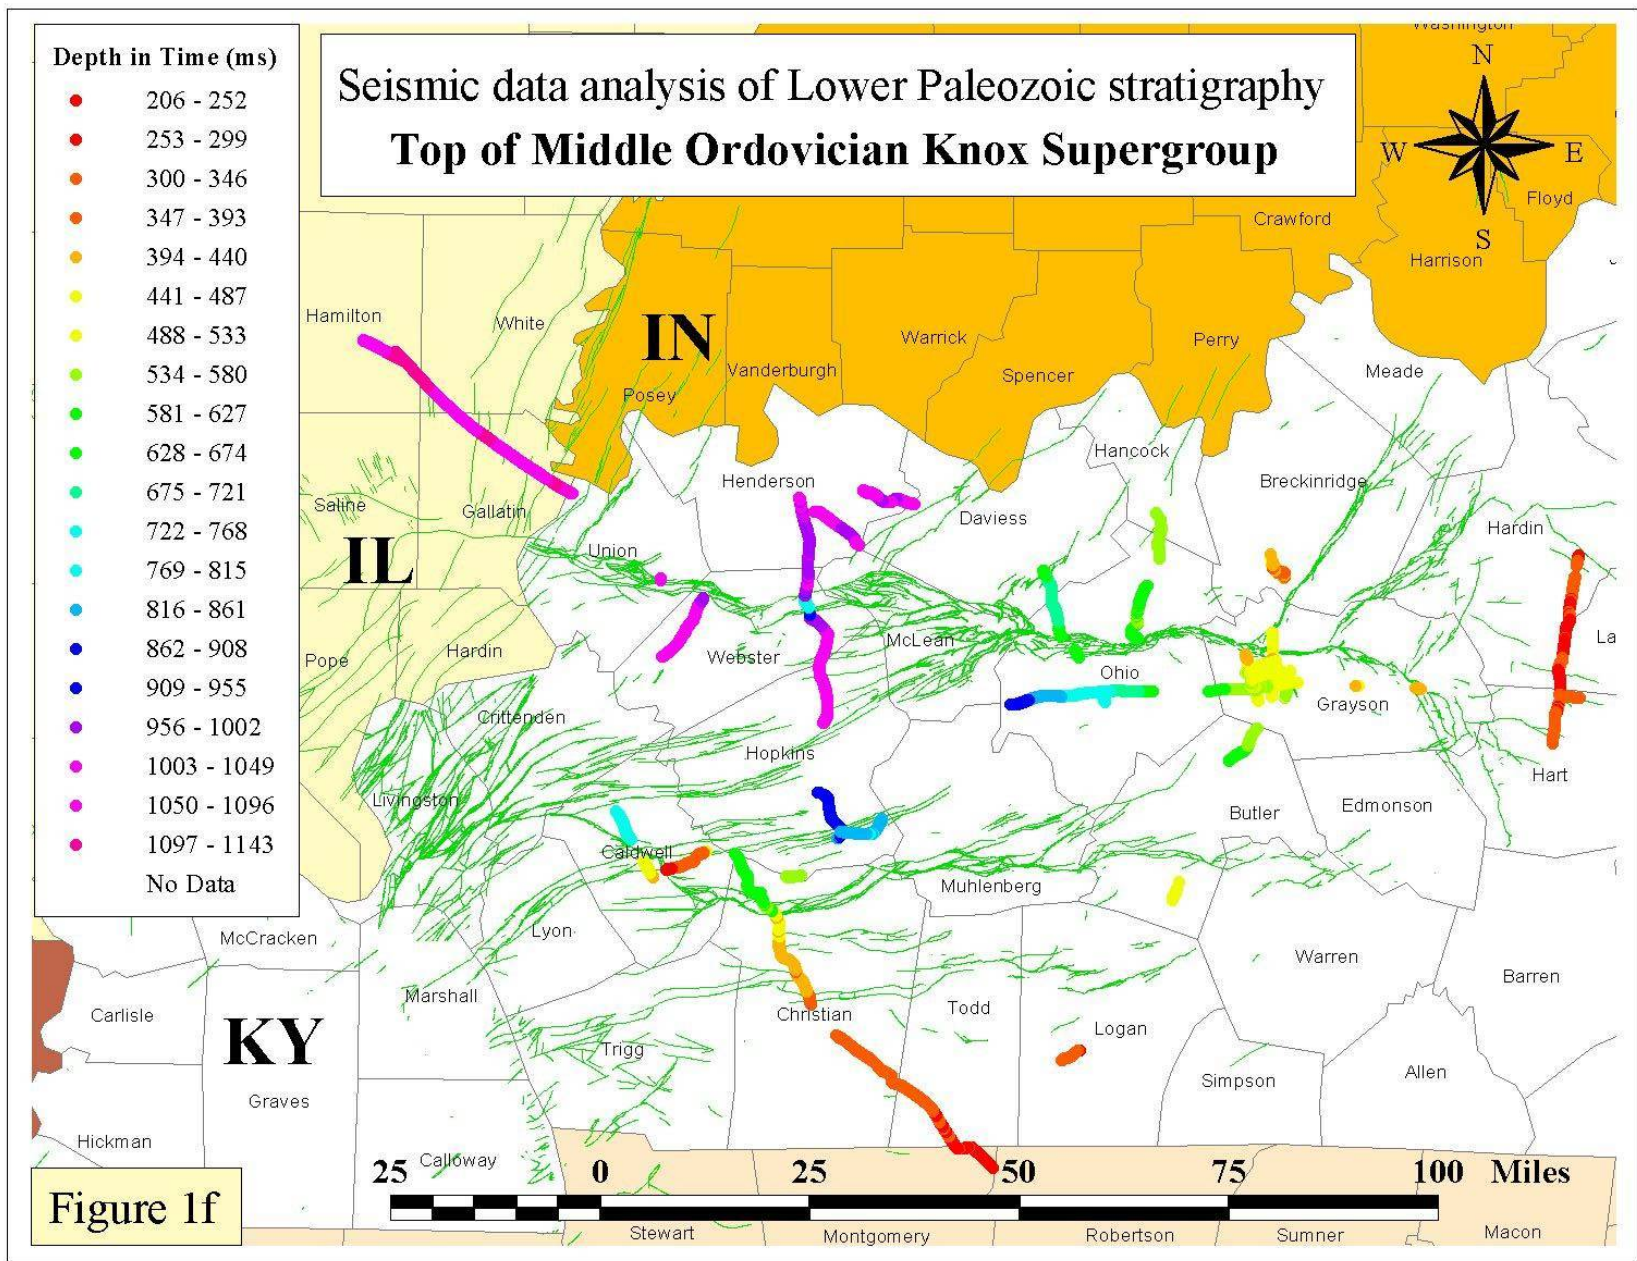 Depth in Time (ms)
206 - 252
253 - 299
300 - 346
347 - 393
394 - 440
441 - 487
488 - 533
534 - 580
581 - 627
628 - 674
675 - 721
722 - 768
769 - 815
816 - 861
862 - 908
909 - 955
956 - 1002
1003 - 1049
1050 - 1096
1097 - 1143
No Data
Seismic data analysis of Lower Paleozoic stratigraphy
Top of Middle Ordovician Knox Supergroup
Washington
N
W
E
S
Floyd
Crawford
Harrison
Hamilton
White
IN
Warrick
Perry
Vanderburgh
Spencer
Meade
Posey
Hancock
Henderson
Breckinridge
Saline
Gallatin
Daviess
Hardin
Union
IL
McLean
La
Pope
Hardin
Webster
Ohio
Grayson
Crittenden
Hopkins
Hart
Livingston
Butler
Edmonson
Caldwell
Muhlenberg
McCracken
Lyon
Warren
Barren
Marshall
Carlisle
Christian
Todd
Logan
KY
Trigg
Simpson
Allen
Graves
Hickman
Calloway
25 0 25 50 75 100 Miles
Figure 1f
Stewart
Montgomery
Robertson
Sumner
Macon